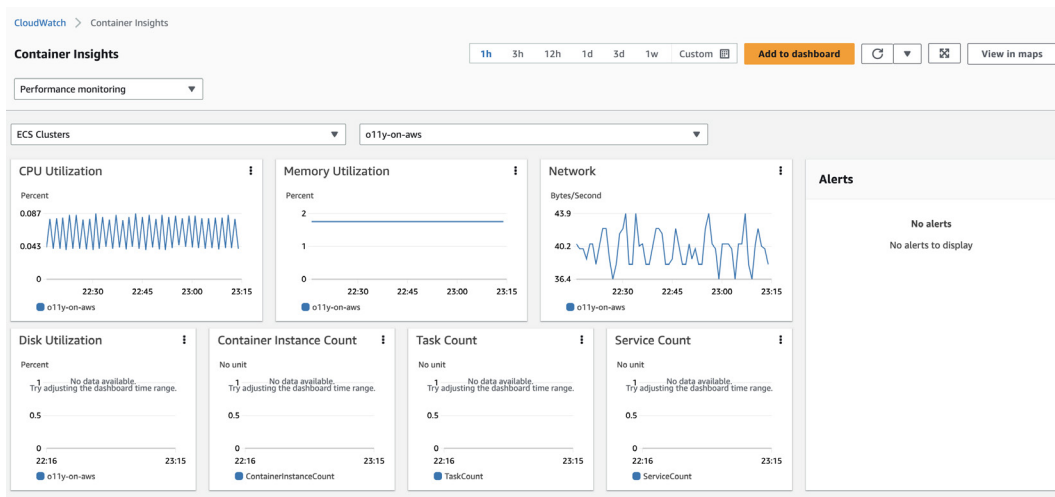 CloudWatch > Container Insights
Container Insights
1h 3h 12h 1d 3d 1w Custom
Add to dashboard
View in maps
Performance monitoring
ECS Clusters
o11y-on-aws
CPU Utilization
Percent
0.087
0.043
0
22:30 22:45 23:00 23:15
o11y-on-aws
Memory Utilization
Percent
2
1
0
22:30 22:45 23:00 23:15
o11y-on-aws
Network
Bytes/Second
43.9
40.2
36.4
22:30 22:45 23:00 23:15
o11y-on-aws
Alerts
No alerts
No alerts to display
Disk Utilization
Percent
1
No data available.
Try adjusting the dashboard time range.
0.5
0
22:16 23:15
o11y-on-aws
Container Instance Count
No unit
1
No data available.
Try adjusting the dashboard time range.
0.5
0
22:16 23:15
ContainerInstanceCount
Task Count
No unit
1
No data available.
Try adjusting the dashboard time range.
0.5
0
22:16 23:15
TaskCount
Service Count
No unit
1
No data available.
Try adjusting the dashboard time range.
0.5
0
22:16 23:15
ServiceCount